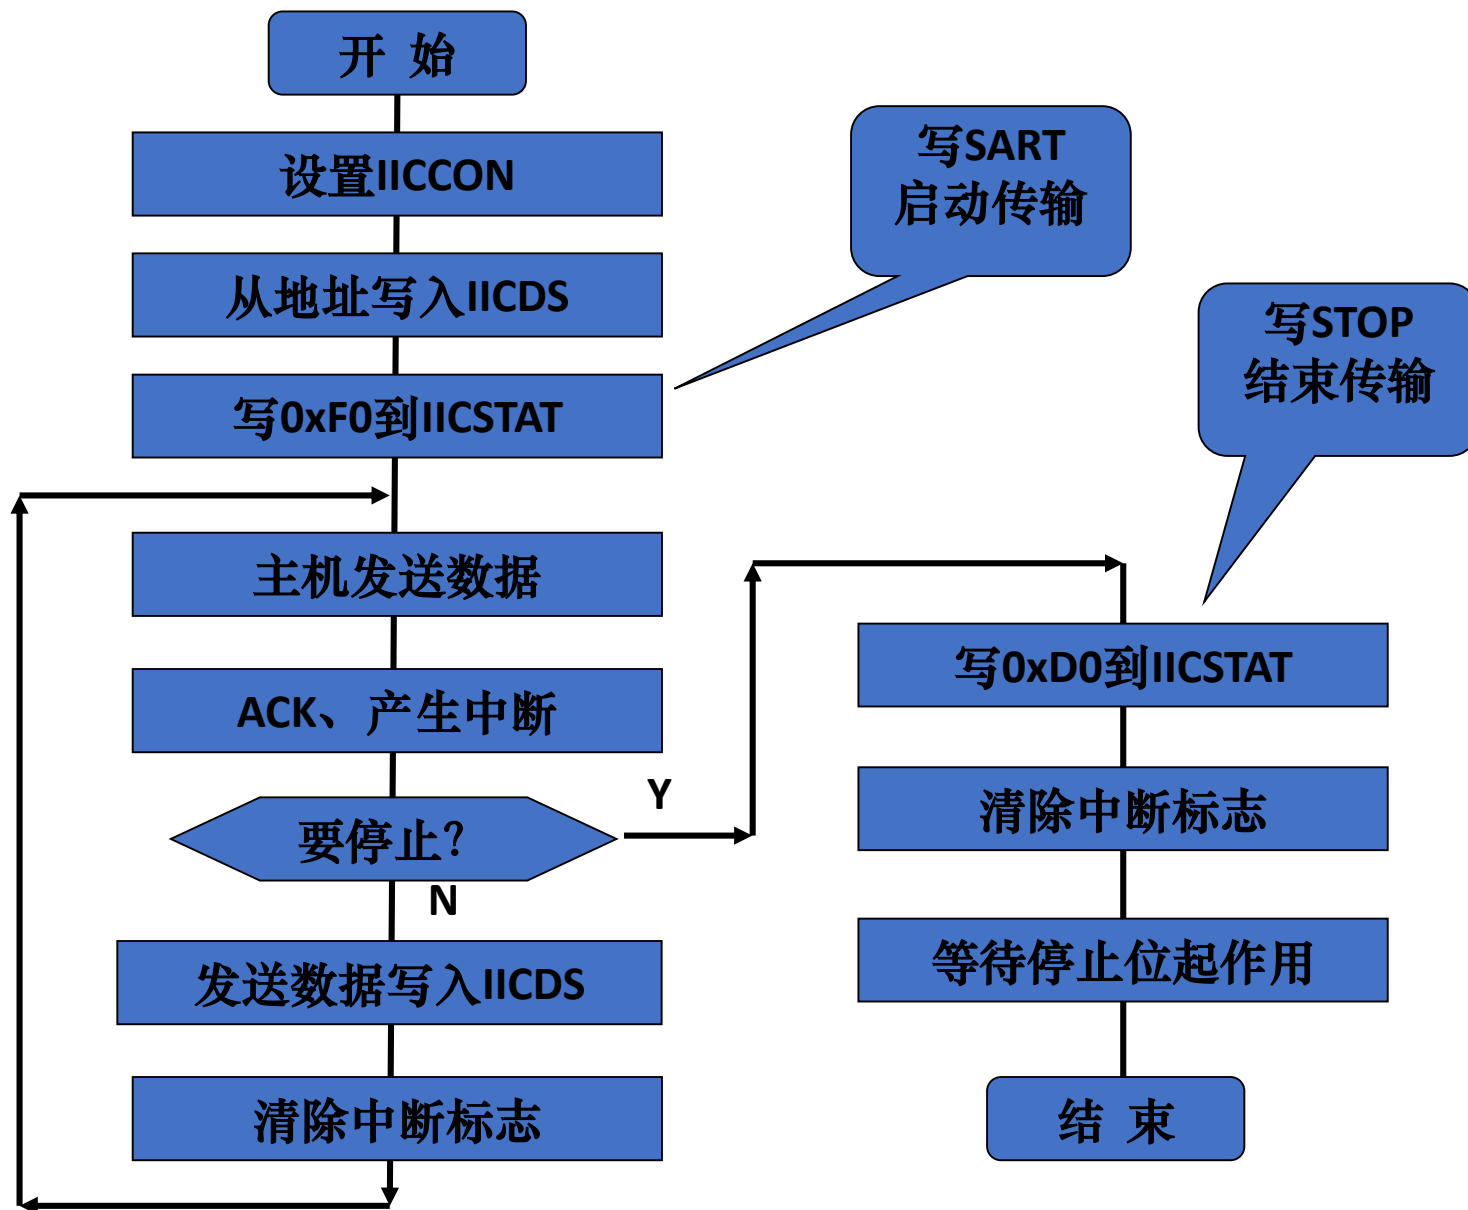 开 始
设置IICCON
从地址写入IICDS
写0xF0到IICSTAT
主机发送数据
ACK、产生中断
要停止?
Y
N
发送数据写入IICDS
清除中断标志
写SART
启动传输
写STOP
结束传输
写0xD0到IICSTAT
清除中断标志
等待停止位起作用
结 束